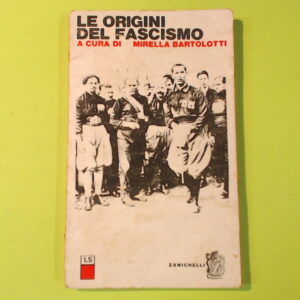 LE ORIGINI
DEL FASCISMO
A CURA DI MIRELLA BARTOLOTTI
LS
ZANICHELLI